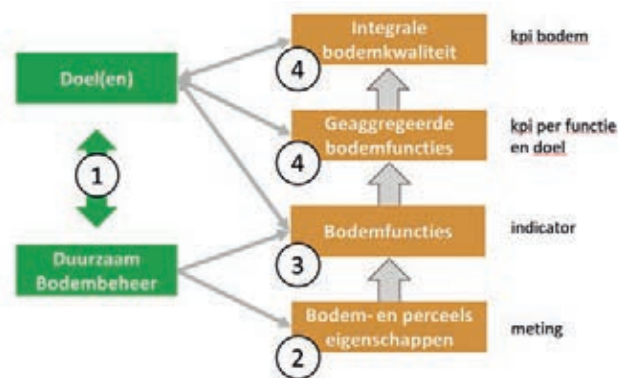 Doel(en)
1
Duurzaam
Bodembeheer
Integrale
bodemkwaliteit
4
kpi bodem
Geaggregeerde
bodemfuncties
4
kpi per functie
en doel
Bodemfuncties
3
indicator
Bodem- en perceels
eigenschappen
2
meting